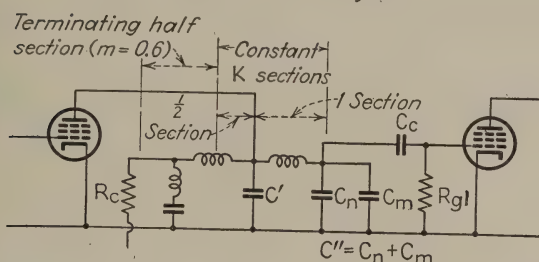 Terminating half
section (m=0.6)
Constant
K sections
1/2
Section
1 Section
Cc
Rc
C'
Cn
Cm
Rg1
C"=Cn+Cm